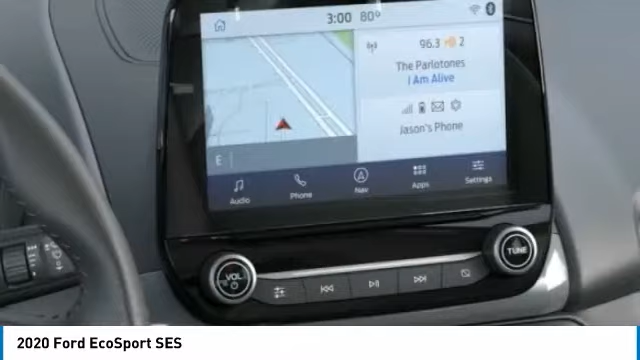 3:00 80°
96.3 2
The Parlotones
I Am Alive
Jason's Phone
E
Audio Phone Nav Apps Settings
VOL
TUNE
2020 Ford EcoSport SES